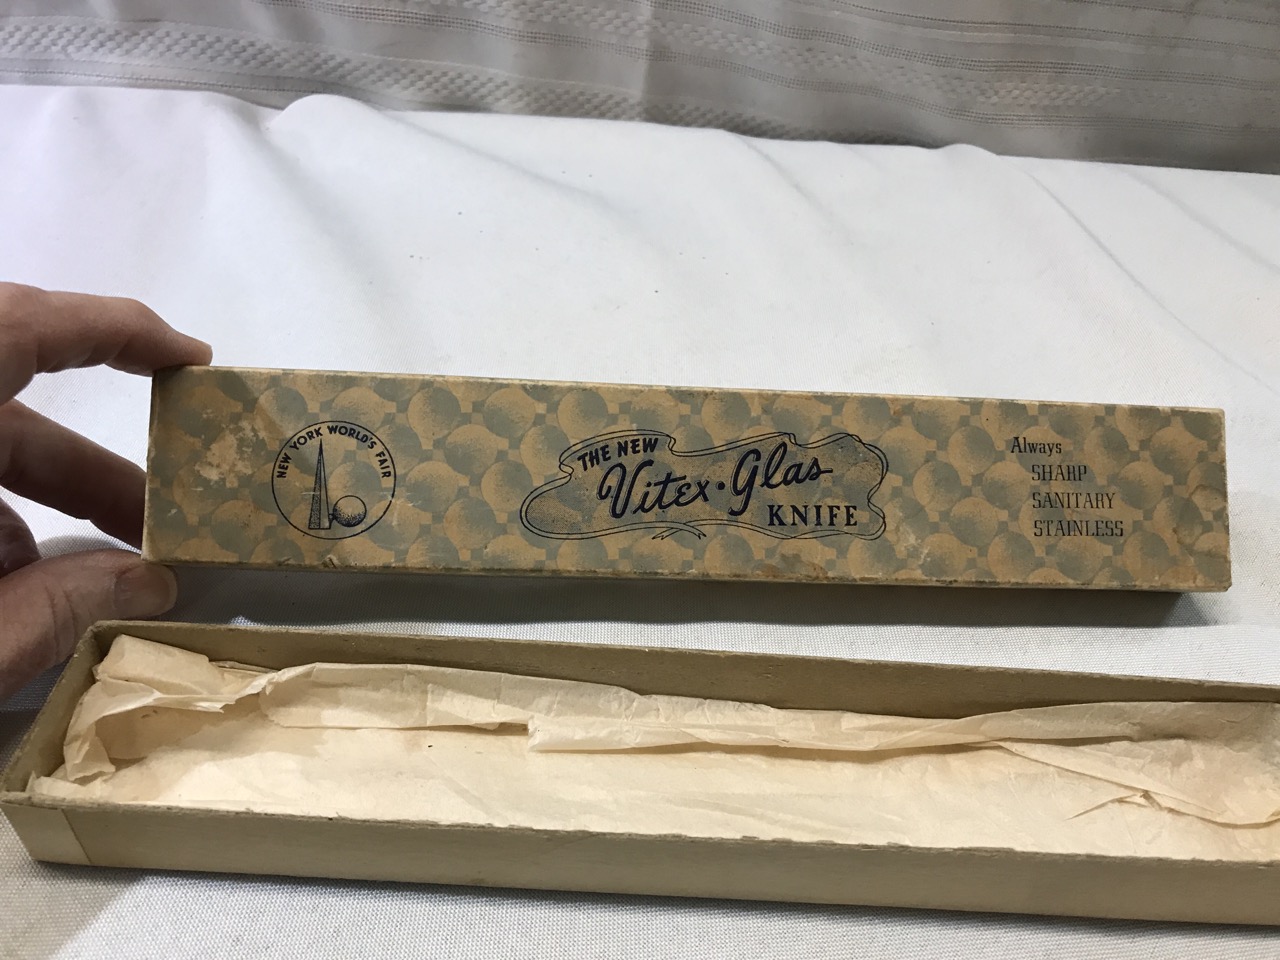 NEW YORK WORLD'S FAIR
THE NEW
Vitex·Glas
KNIFE
Always
SHARP
SANITARY
STAINLESS